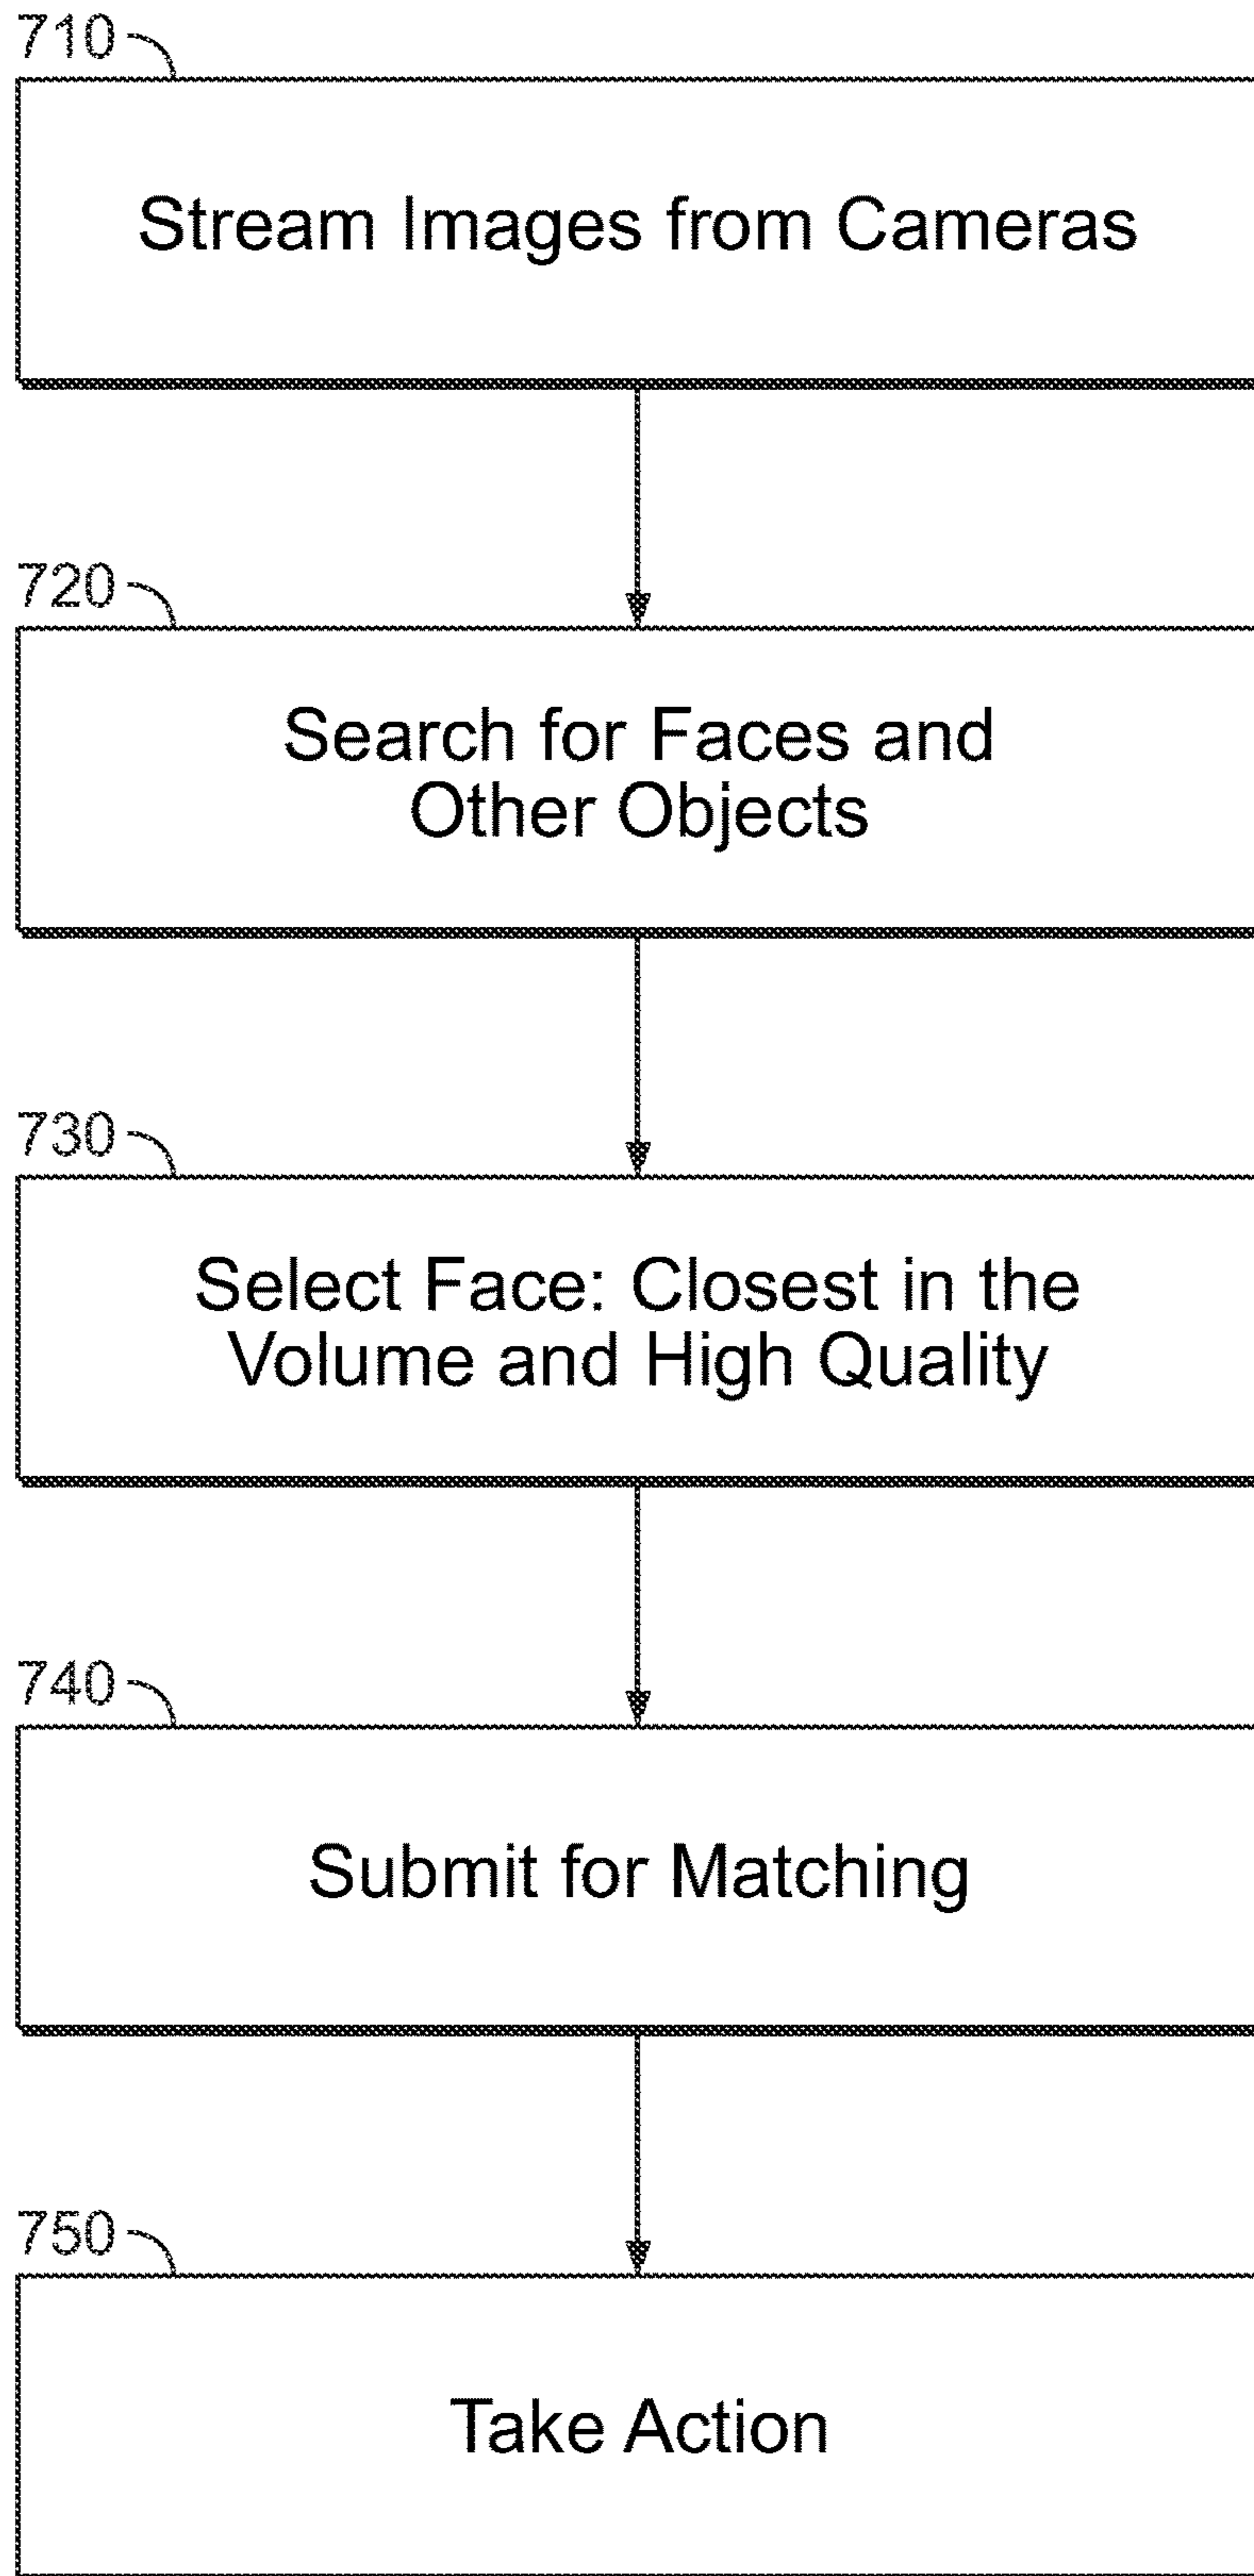 710
Stream Images from Cameras
720
Search for Faces and
Other Objects
730
Select Face: Closest in the
Volume and High Quality
740
Submit for Matching
750
Take Action